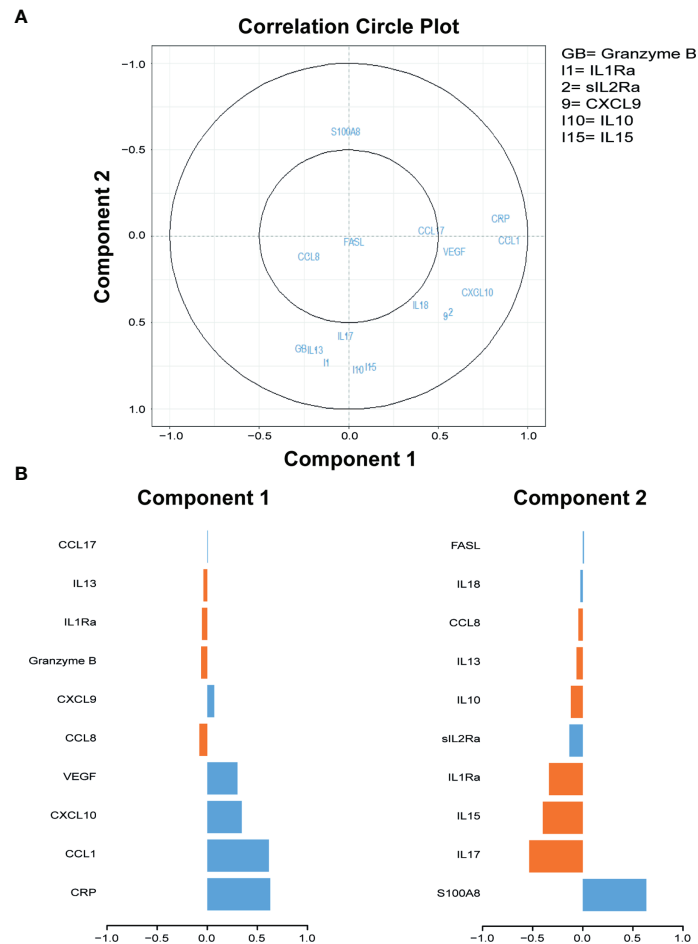 A
Correlation Circle Plot
GB= Granzyme B
I1= IL1Ra
2= sIL2Ra
9= CXCL9
I10= IL10
I15= IL15
−1.0
−0.5
0.0
0.5
1.0
Component 2
S100A8
CRP
CCL17
CCL1
FASL
VEGF
CCL8
CXCL10
IL18
2
9
IL17
GB
IL13
I1
I10
I15
−1.0 −0.5 0.0 0.5 1.0
Component 1
B
Component 1
CCL17
IL13
IL1Ra
Granzyme B
CXCL9
CCL8
VEGF
CXCL10
CCL1
CRP
−1.0 −0.5 0.0 0.5 1.0
Component 2
FASL
IL18
CCL8
IL13
IL10
sIL2Ra
IL1Ra
IL15
IL17
S100A8
−1.0 −0.5 0.0 0.5 1.0